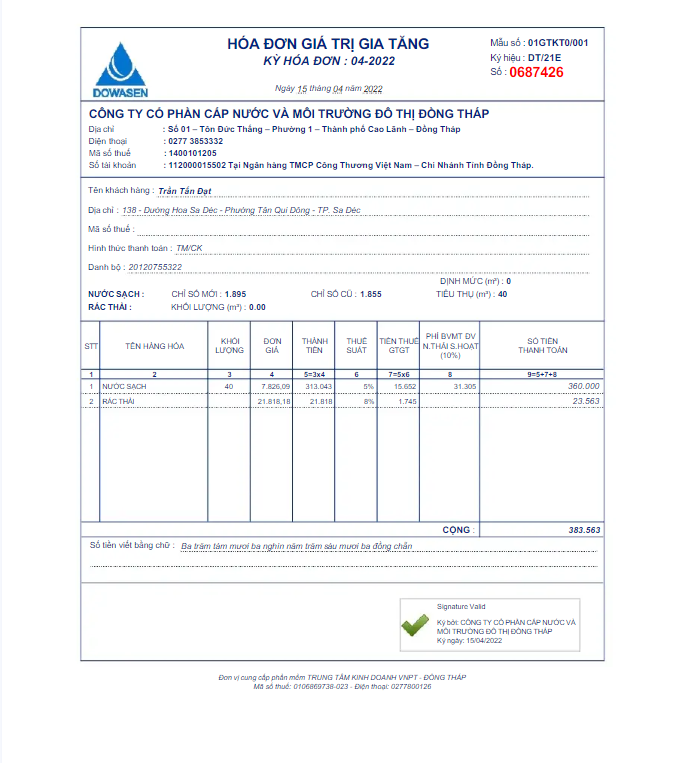 HÓA ĐƠN GIÁ TRỊ GIA TĂNG
KỲ HÓA ĐƠN : 04-2022
Ngày 15 tháng 04 năm 2022
Mẫu số : 01GTKT0/001
Ký hiệu : DT/21E
Số : 0687426
DOWASEN
CÔNG TY CỔ PHẦN CẤP NƯỚC VÀ MÔI TRƯỜNG ĐÔ THỊ ĐỒNG THÁP
Địa chỉ : Số 01 – Tôn Đức Thắng – Phường 1 – Thành phố Cao Lãnh – Đồng Tháp
Điện thoại : 0277 3853332
Mã số thuế : 1400101205
Số tài khoản : 112000015502 Tại Ngân hàng TMCP Công Thương Việt Nam – Chi Nhánh Tỉnh Đồng Tháp.
Tên khách hàng : Trần Tấn Đạt
Địa chỉ : 138 - Đường Hoa Sa Déc - Phường Tân Qui Đông - TP. Sa Déc
Mã số thuế :
Hình thức thanh toán : TM/CK
Danh bộ : 20120755322
ĐỊNH MỨC (m³) : 0
NƯỚC SẠCH : CHỈ SỐ MỚI : 1.895 CHỈ SỐ CŨ : 1.855 TIÊU THỤ (m³) : 40
RÁC THẢI : KHỐI LƯỢNG (m³) : 0.00
STT TÊN HÀNG HÓA KHỐI LƯỢNG ĐƠN GIÁ THÀNH TIỀN THUẾ SUẤT TIỀN THUẾ GTGT PHÍ BVMT ĐV N.THẢI S.HOẠT (10%) SỐ TIỀN THANH TOÁN
1 2 3 4 5=3x4 6 7=5x6 8 9=5+7+8
1 NƯỚC SẠCH 40 7.826,09 313.043 5% 15.652 31.305 360.000
2 RÁC THẢI 21.818,18 21.818 8% 1.745 23.563
CỘNG : 383.563
Số tiền viết bằng chữ : Ba trăm tám mươi ba nghìn năm trăm sáu mươi ba đồng chẵn
Signature Valid
Ký bởi: CÔNG TY CỔ PHẦN CẤP NƯỚC VÀ
MÔI TRƯỜNG ĐÔ THỊ ĐỒNG THÁP
Ký ngày: 15/04/2022
Đơn vị cung cấp phần mềm TRUNG TÂM KINH DOANH VNPT - ĐỒNG THÁP
Mã số thuế: 0106869738-023 - Điện thoại: 0277800126